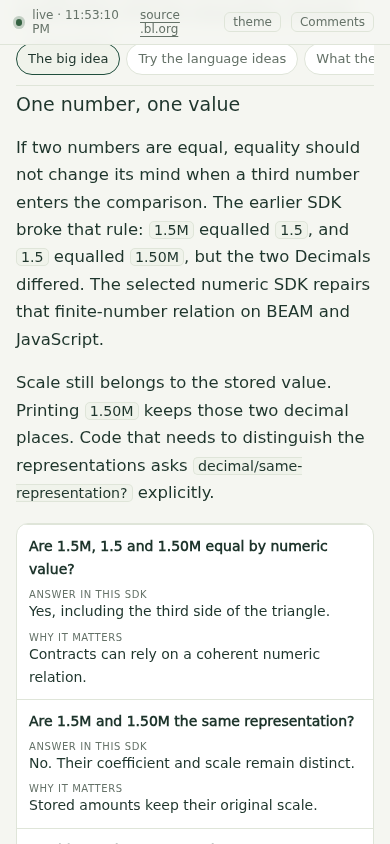 live · 11:53:10 PM
source.bl.org
theme
Comments
The big idea
Try the language ideas
What the
One number, one value
If two numbers are equal, equality should
not change its mind when a third number
enters the comparison. The earlier SDK
broke that rule: 1.5M equalled 1.5, and
1.5 equalled 1.50M, but the two Decimals
differed. The selected numeric SDK repairs
that finite-number relation on BEAM and
JavaScript.
Scale still belongs to the stored value.
Printing 1.50M keeps those two decimal
places. Code that needs to distinguish the
representations asks decimal/same-
representation? explicitly.
Are 1.5M, 1.5 and 1.50M equal by numeric
value?
ANSWER IN THIS SDK
Yes, including the third side of the triangle.
WHY IT MATTERS
Contracts can rely on a coherent numeric
relation.
Are 1.5M and 1.50M the same representation?
ANSWER IN THIS SDK
No. Their coefficient and scale remain distinct.
WHY IT MATTERS
Stored amounts keep their original scale.